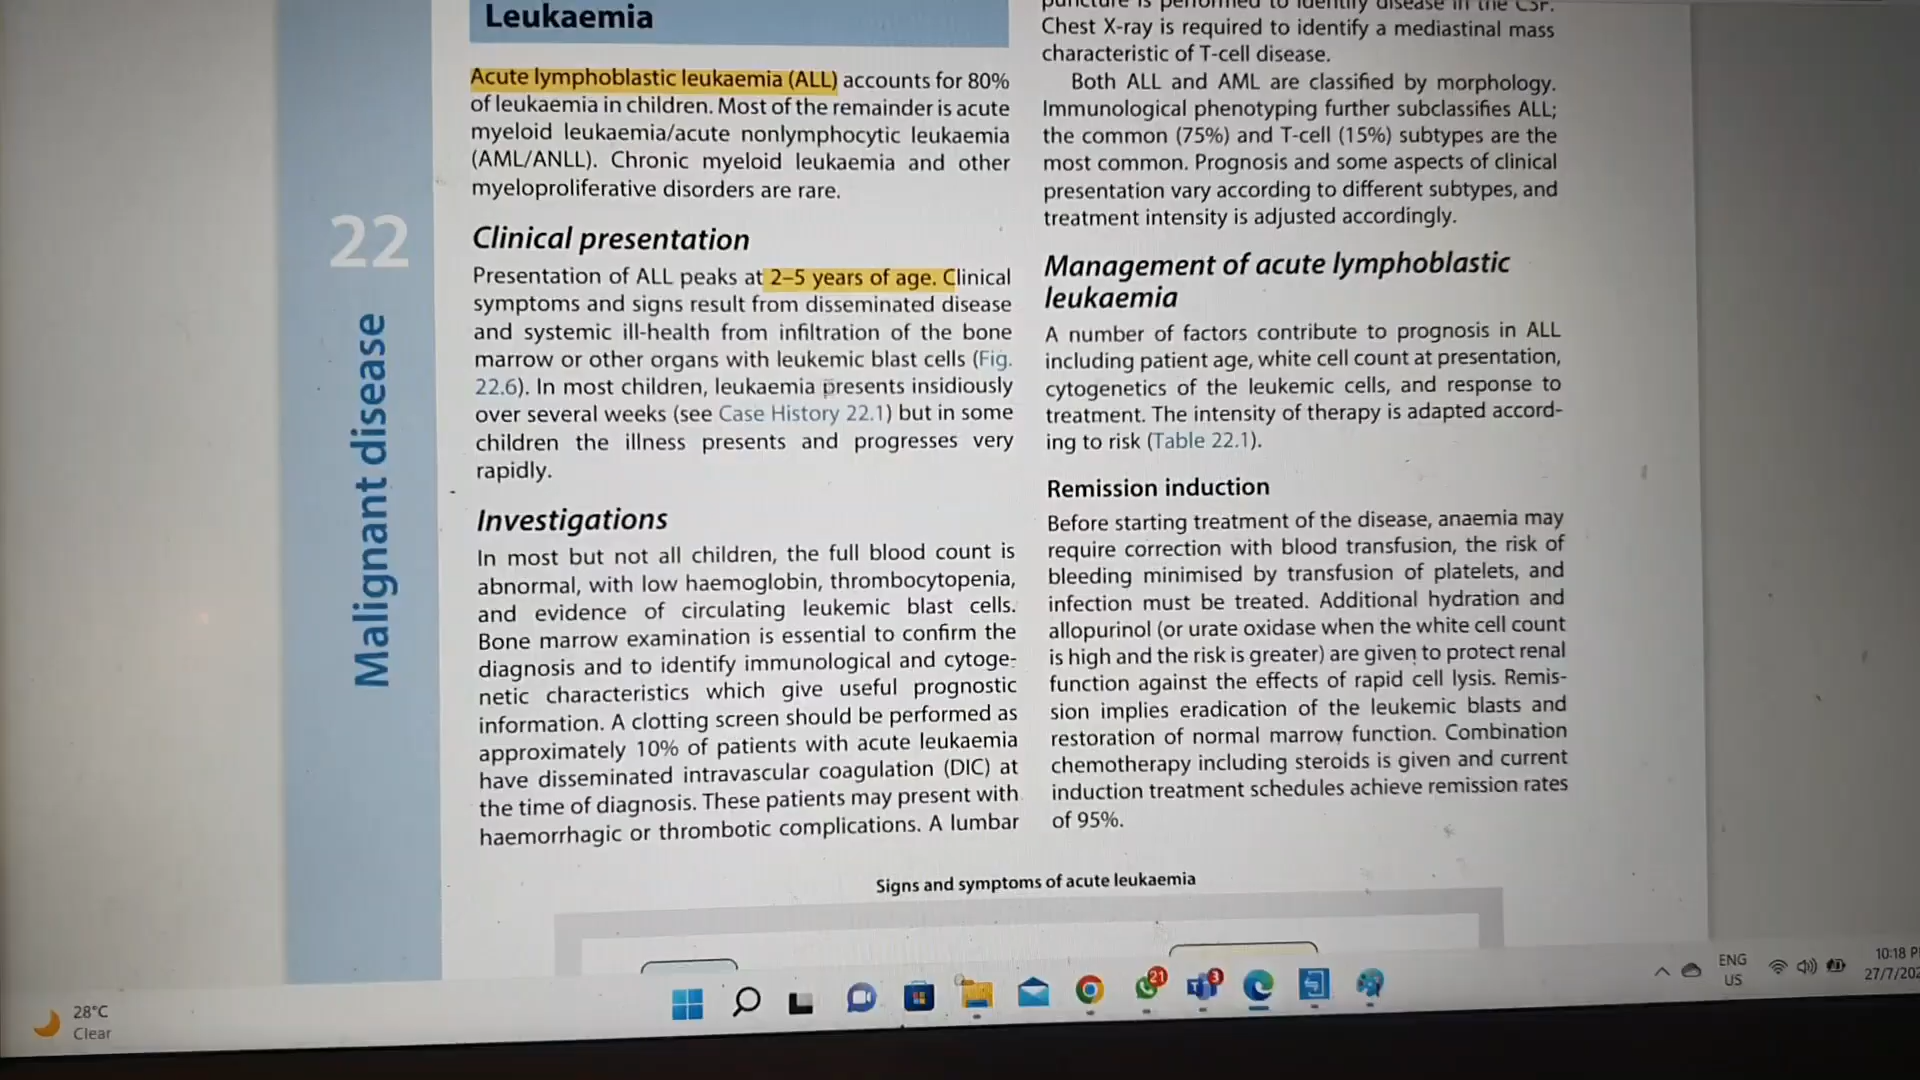 Leukaemia
Acute lymphoblastic leukaemia (ALL) accounts for 80%
of leukaemia in children. Most of the remainder is acute
myeloid leukaemia/acute nonlymphocytic leukaemia
(AML/ANLL). Chronic myeloid leukaemia and other
myeloproliferative disorders are rare.
Clinical presentation
Presentation of ALL peaks at 2–5 years of age. Clinical
symptoms and signs result from disseminated disease
and systemic ill-health from infiltration of the bone
marrow or other organs with leukemic blast cells (Fig.
22.6). In most children, leukaemia presents insidiously
over several weeks (see Case History 22.1) but in some
children the illness presents and progresses very
rapidly.
Investigations
In most but not all children, the full blood count is
abnormal, with low haemoglobin, thrombocytopenia,
and evidence of circulating leukemic blast cells.
Bone marrow examination is essential to confirm the
diagnosis and to identify immunological and cytoge-
netic characteristics which give useful prognostic
information. A clotting screen should be performed as
approximately 10% of patients with acute leukaemia
have disseminated intravascular coagulation (DIC) at
the time of diagnosis. These patients may present with
haemorrhagic or thrombotic complications. A lumbar
puncture is performed to identify disease in the CSF.
Chest X-ray is required to identify a mediastinal mass
characteristic of T-cell disease.
Both ALL and AML are classified by morphology.
Immunological phenotyping further subclassifies ALL;
the common (75%) and T-cell (15%) subtypes are the
most common. Prognosis and some aspects of clinical
presentation vary according to different subtypes, and
treatment intensity is adjusted accordingly.
Management of acute lymphoblastic
leukaemia
A number of factors contribute to prognosis in ALL
including patient age, white cell count at presentation,
cytogenetics of the leukemic cells, and response to
treatment. The intensity of therapy is adapted accord-
ing to risk (Table 22.1).
Remission induction
Before starting treatment of the disease, anaemia may
require correction with blood transfusion, the risk of
bleeding minimised by transfusion of platelets, and
infection must be treated. Additional hydration and
allopurinol (or urate oxidase when the white cell count
is high and the risk is greater) are given to protect renal
function against the effects of rapid cell lysis. Remis-
sion implies eradication of the leukemic blasts and
restoration of normal marrow function. Combination
chemotherapy including steroids is given and current
induction treatment schedules achieve remission rates
of 95%.
22
Malignant disease
Signs and symptoms of acute leukaemia
28°C
Clear
21
3
ENG
US
10:18 P
27/7/202